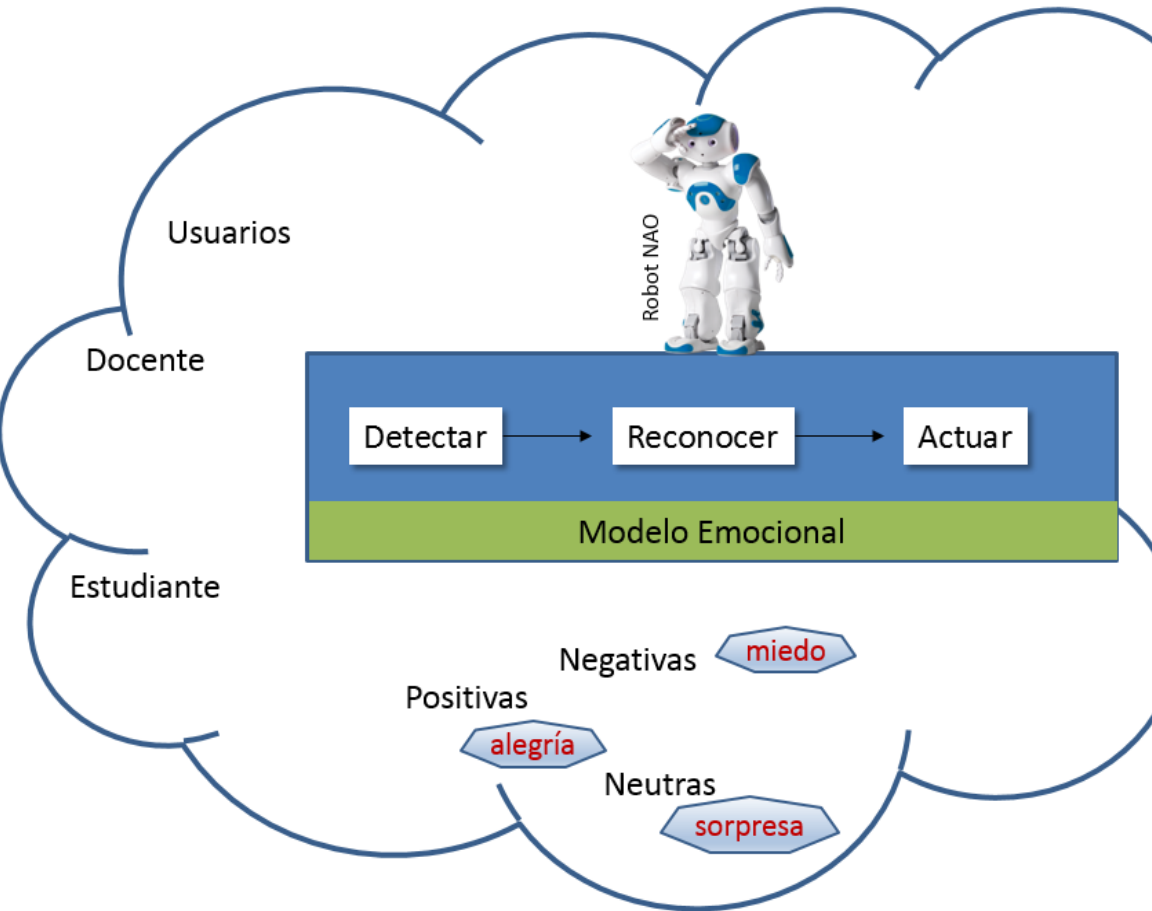 Usuarios
Robot NAO
Docente
Detectar
Reconocer
Actuar
Modelo Emocional
Estudiante
Negativas
miedo
Positivas
alegría
Neutras
sorpresa